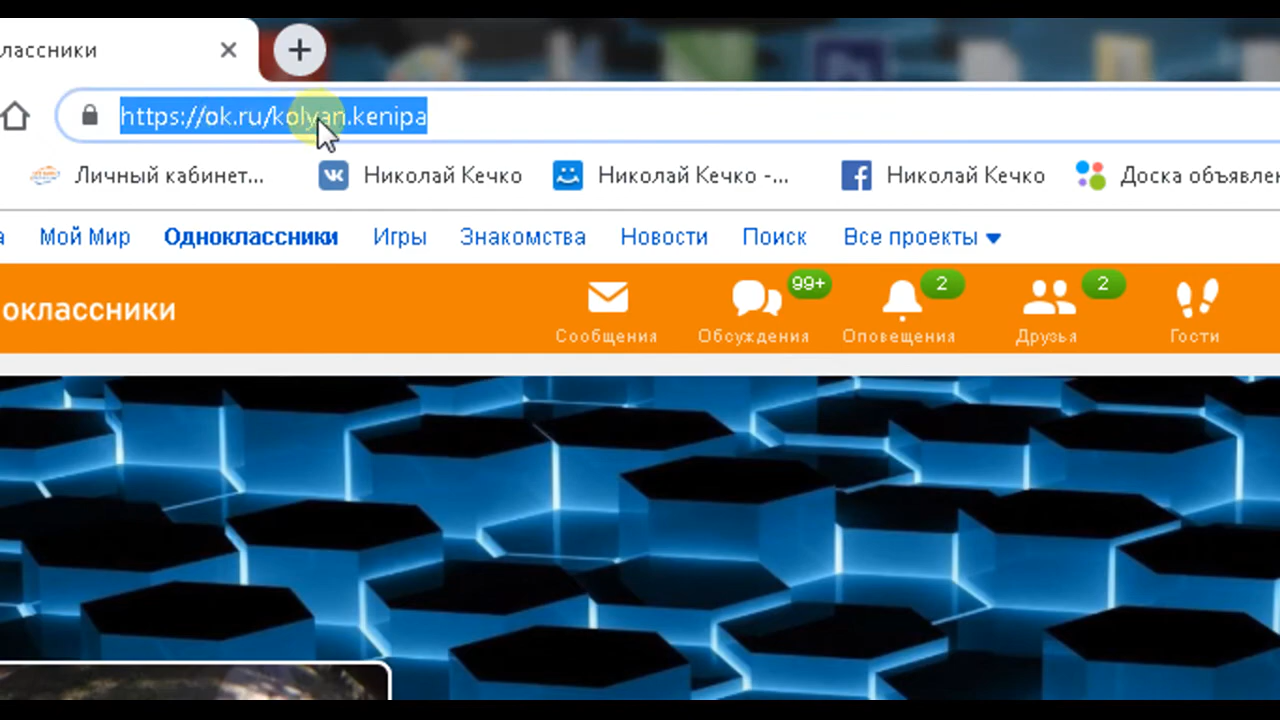 лассники
https://ok.ru/kolyan.kenipa
Личный кабинет... Николай Кечко Николай Кечко -... Николай Кечко Доска объявлен
а Мой Мир Одноклассники Игры Знакомства Новости Поиск Все проекты
99+ 2 2
оклассники
Сообщения Обсуждения Оповещения Друзья Гости